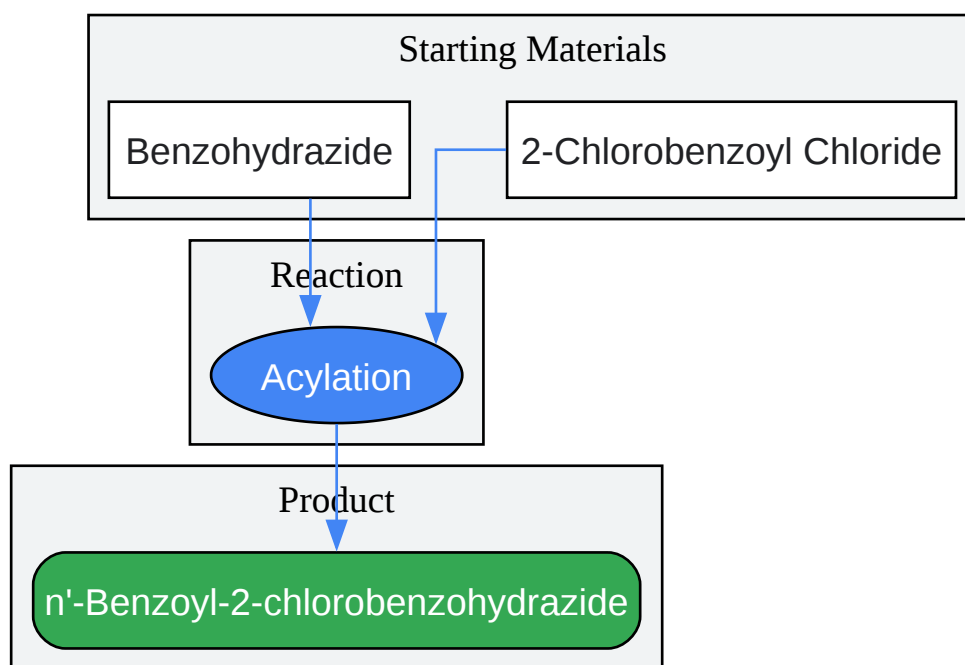 Starting Materials
Benzohydrazide
2-Chlorobenzoyl Chloride
Reaction
Acylation
Product
n'-Benzoyl-2-chlorobenzohydrazide